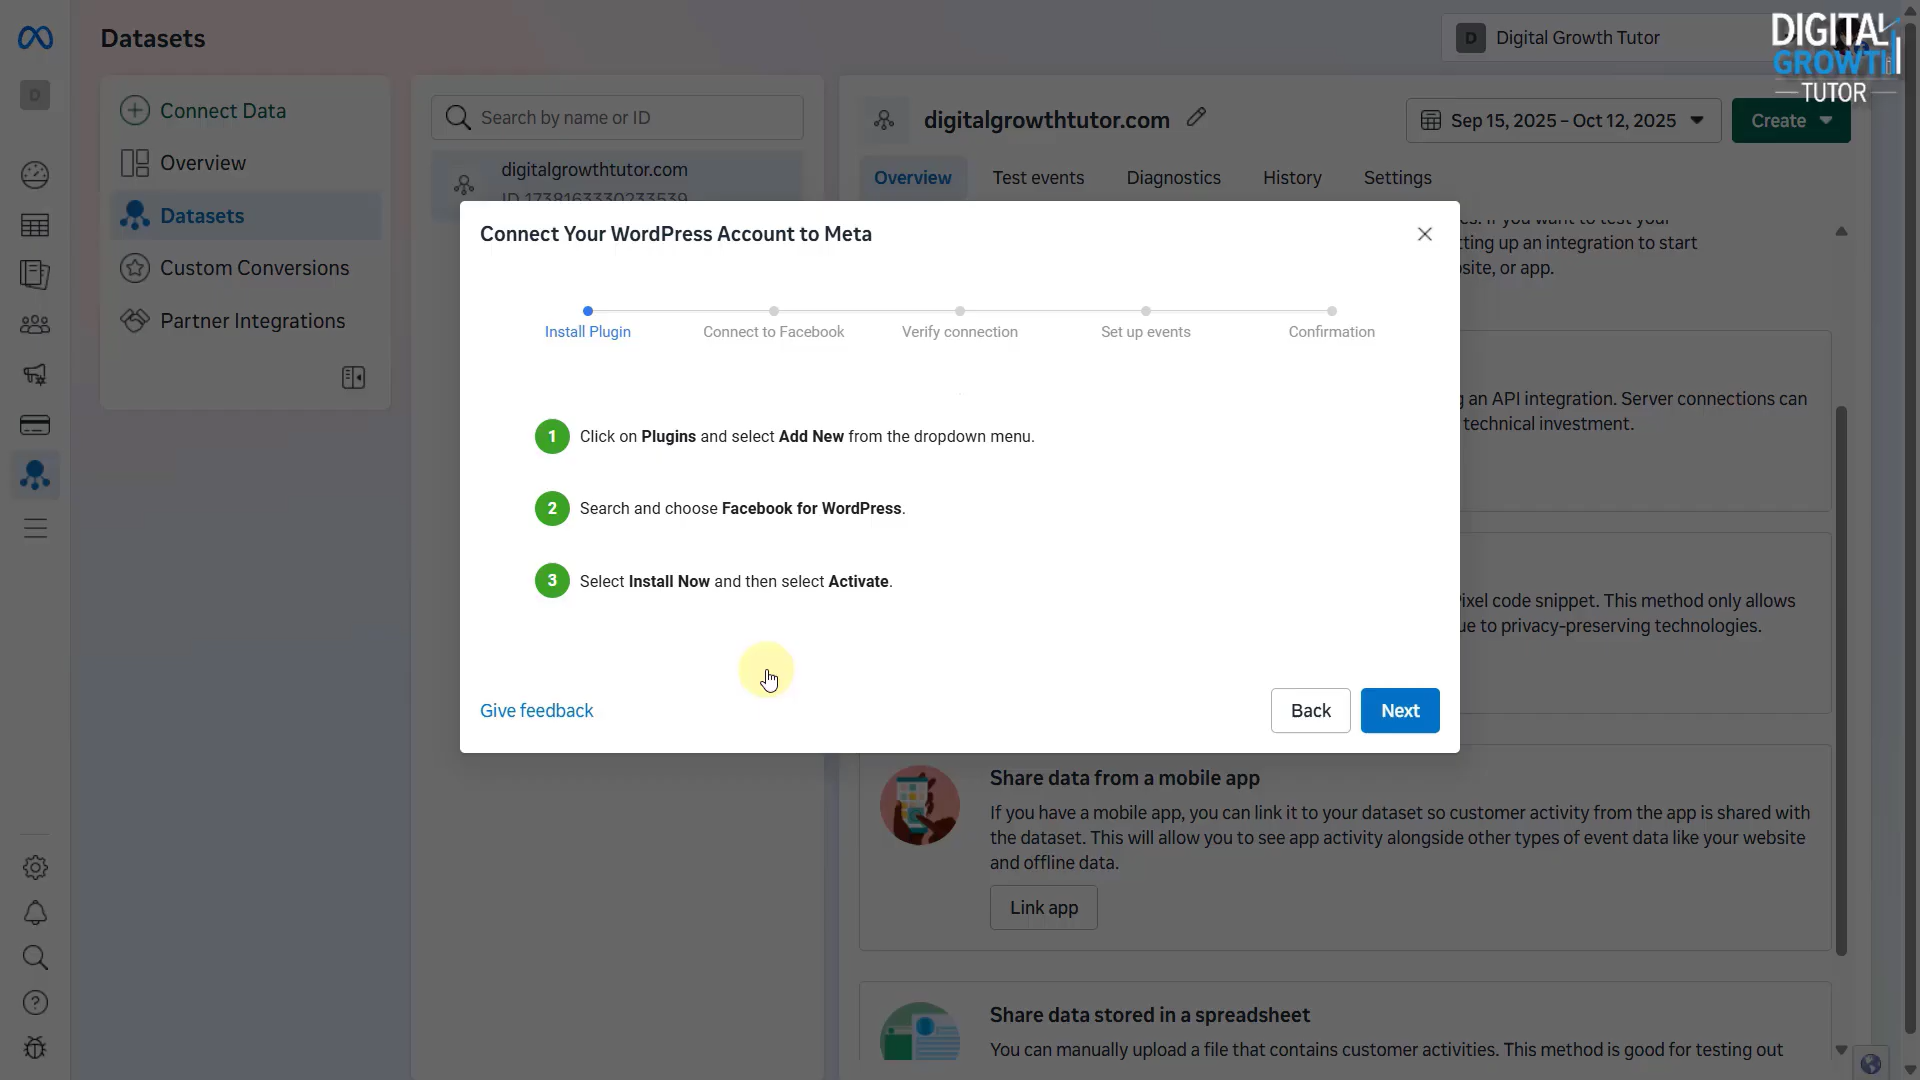 Datasets
D Digital Growth Tutor
DIGITAL
GROWTH
TUTOR
D
Connect Data
Overview
Datasets
Custom Conversions
Partner Integrations
Search by name or ID
digitalgrowthtutor.com
ID 1738163330233539
digitalgrowthtutor.com
Sep 15, 2025 – Oct 12, 2025
Create
Overview
Test events
Diagnostics
History
Settings
If you want to test your
tting up an integration to start
site, or app.
an API integration. Server connections can
technical investment.
ixel code snippet. This method only allows
ue to privacy-preserving technologies.
Connect Your WordPress Account to Meta
Install Plugin
Connect to Facebook
Verify connection
Set up events
Confirmation
1 Click on Plugins and select Add New from the dropdown menu.
2 Search and choose Facebook for WordPress.
3 Select Install Now and then select Activate.
Give feedback
Back
Next
Share data from a mobile app
If you have a mobile app, you can link it to your dataset so customer activity from the app is shared with
the dataset. This will allow you to see app activity alongside other types of event data like your website
and offline data.
Link app
Share data stored in a spreadsheet
You can manually upload a file that contains customer activities. This method is good for testing out